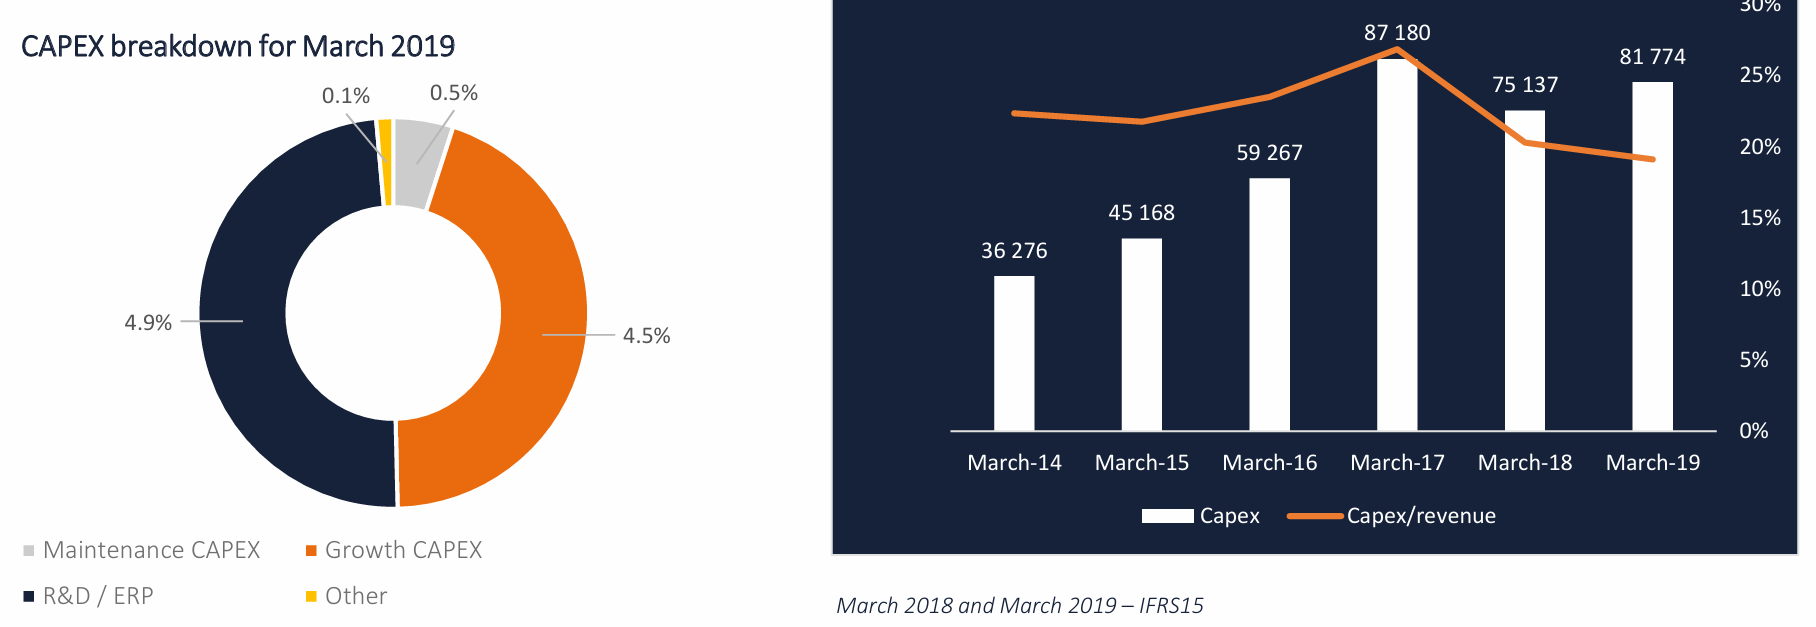 CAPEX breakdown for March 2019
0.1%
0.5%
4.9%
4.5%
Maintenance CAPEX
Growth CAPEX
R&D / ERP
Other
30%
25%
20%
15%
10%
5%
0%
36 276
45 168
59 267
87 180
75 137
81 774
March-14
March-15
March-16
March-17
March-18
March-19
Capex
Capex/revenue
March 2018 and March 2019 – IFRS15